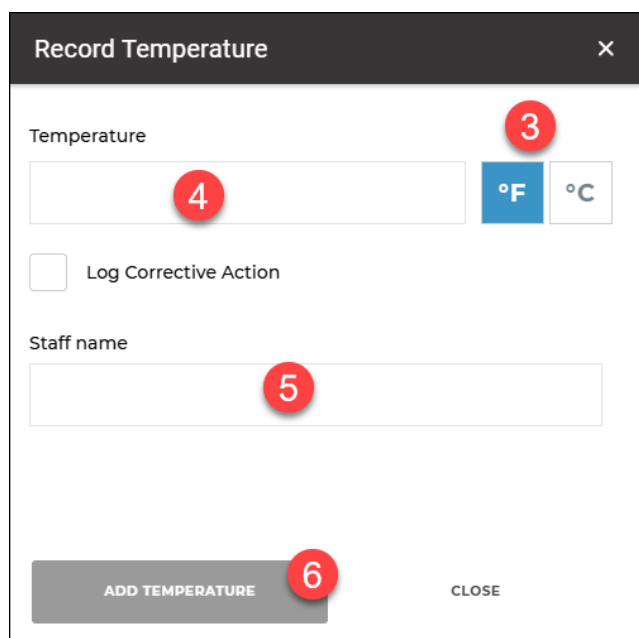 Record Temperature ×
3
Temperature
4 °F °C
Log Corrective Action
Staff name
5
6
ADD TEMPERATURE CLOSE